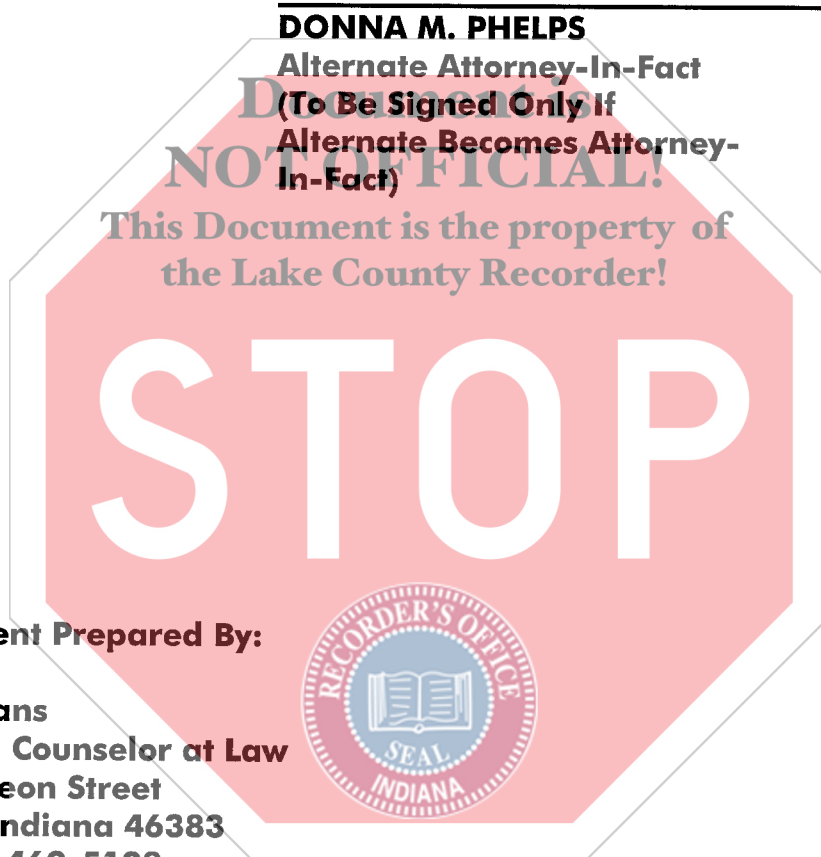 DONNA M. PHELPS
Alternate Attorney-In-Fact
(To Be Signed Only If
Alternate Becomes Attorney-
In-Fact)
Document is
NOT OFFICIAL!
This Document is the property of
the Lake County Recorder!
STOP
ent Prepared By:
ans
Counselor at Law
eon Street
ndiana 46383
RECORDER'S OFFICE
SEAL
INDIANA